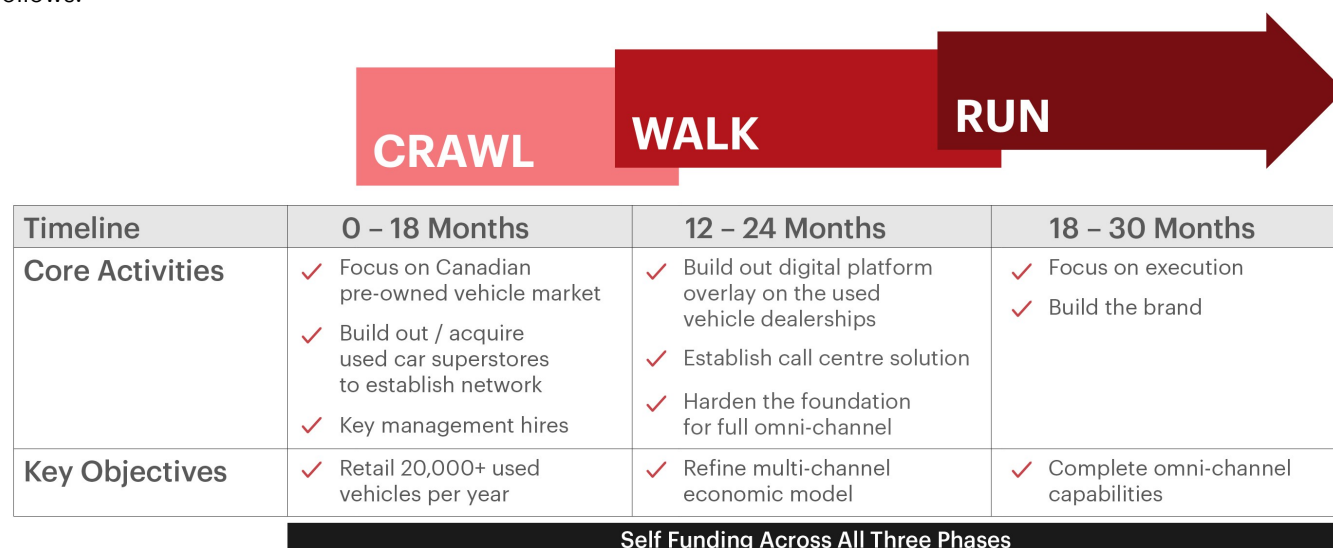 CRAWL
WALK
RUN
Timeline
0 – 18 Months
12 – 24 Months
18 – 30 Months
Core Activities
Focus on Canadian
pre-owned vehicle market
Build out / acquire
used car superstores
to establish network
Key management hires
Build out digital platform
overlay on the used
vehicle dealerships
Establish call centre solution
Harden the foundation
for full omni-channel
Focus on execution
Build the brand
Key Objectives
Retail 20,000+ used
vehicles per year
Refine multi-channel
economic model
Complete omni-channel
capabilities
Self Funding Across All Three Phases